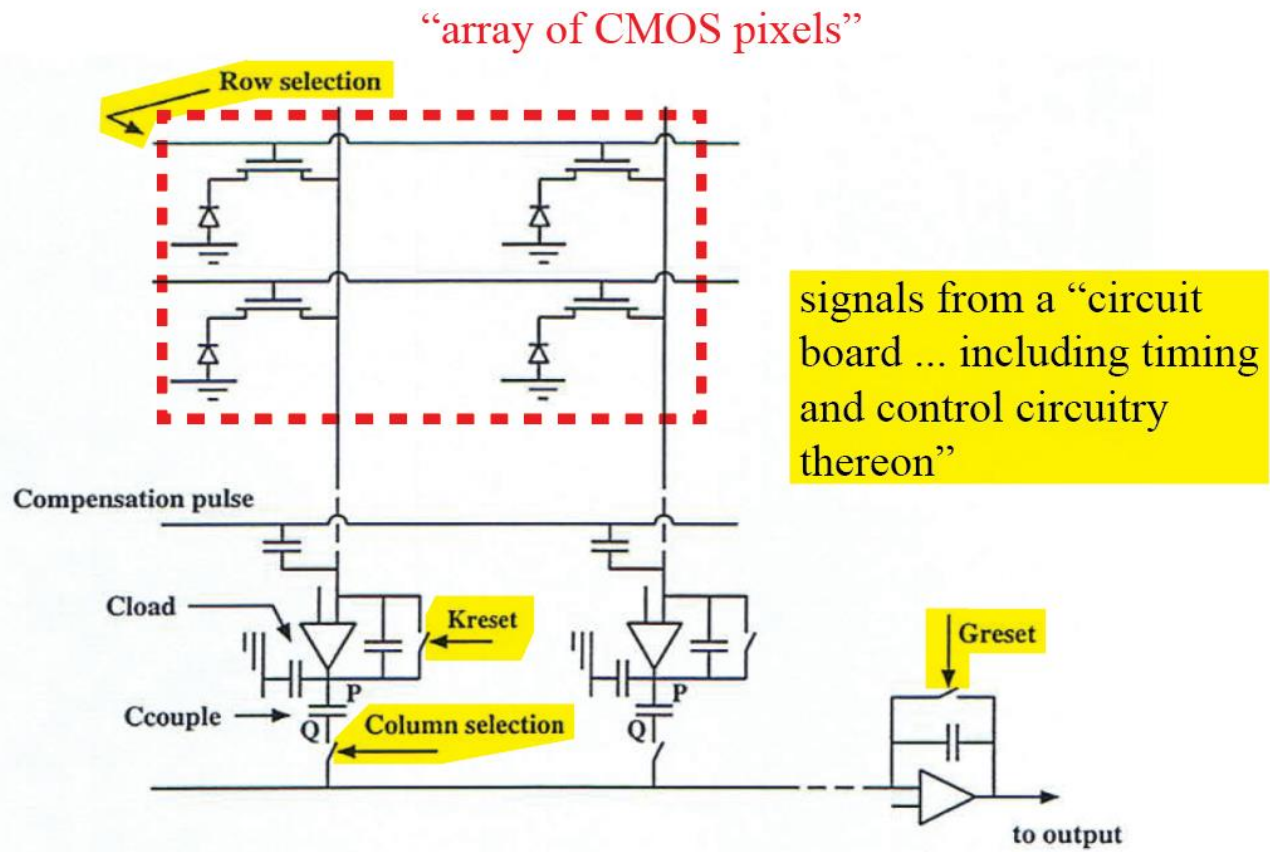 “array of CMOS pixels”
Row selection
signals from a “circuit
board ... including timing
and control circuitry
thereon”
Compensation pulse
Cload
Kreset
Greset
P
P
Ccouple
Q
Column selection
Q
to output